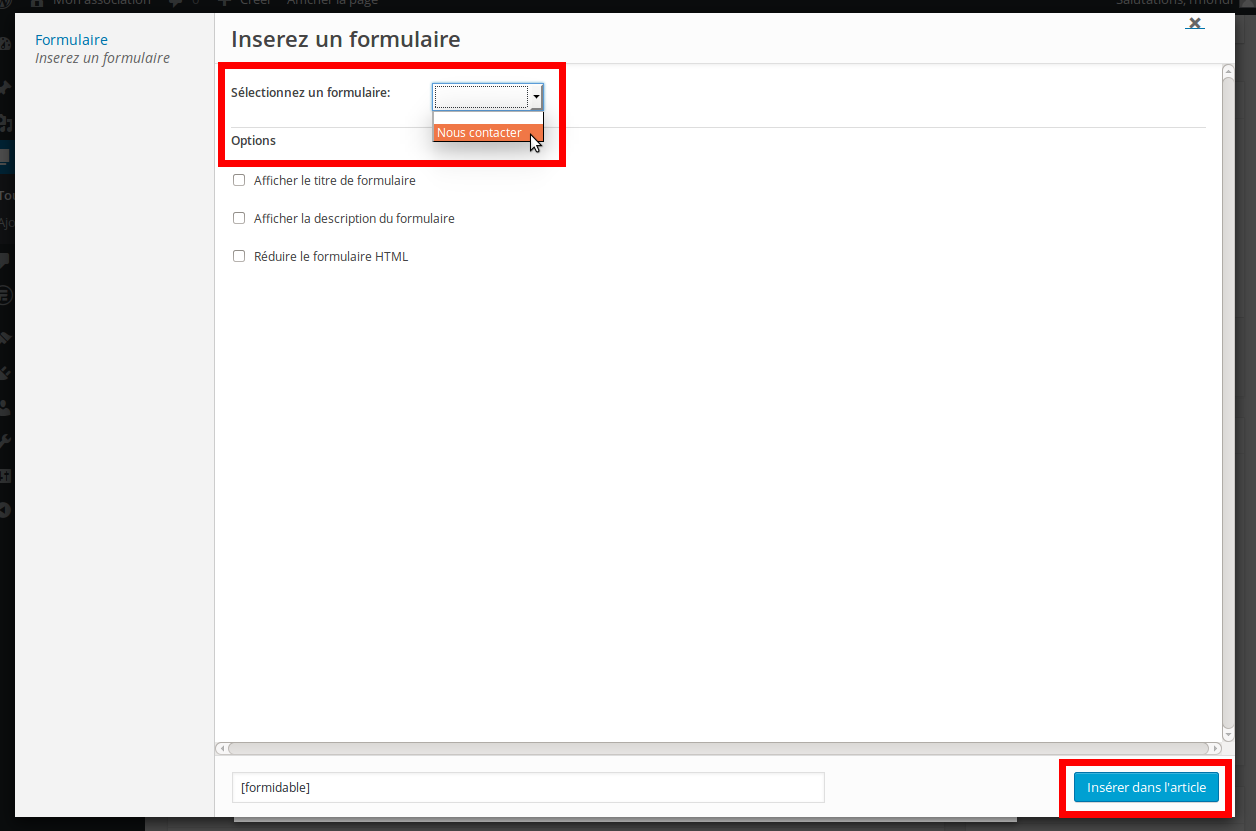 Mon association 0 Créer Afficher la page
Formulaire
Inserez un formulaire
Inserez un formulaire
Sélectionnez un formulaire:
Nous contacter
Options
Afficher le titre de formulaire
Afficher la description du formulaire
Réduire le formulaire HTML
[formidable]
Insérer dans l'article